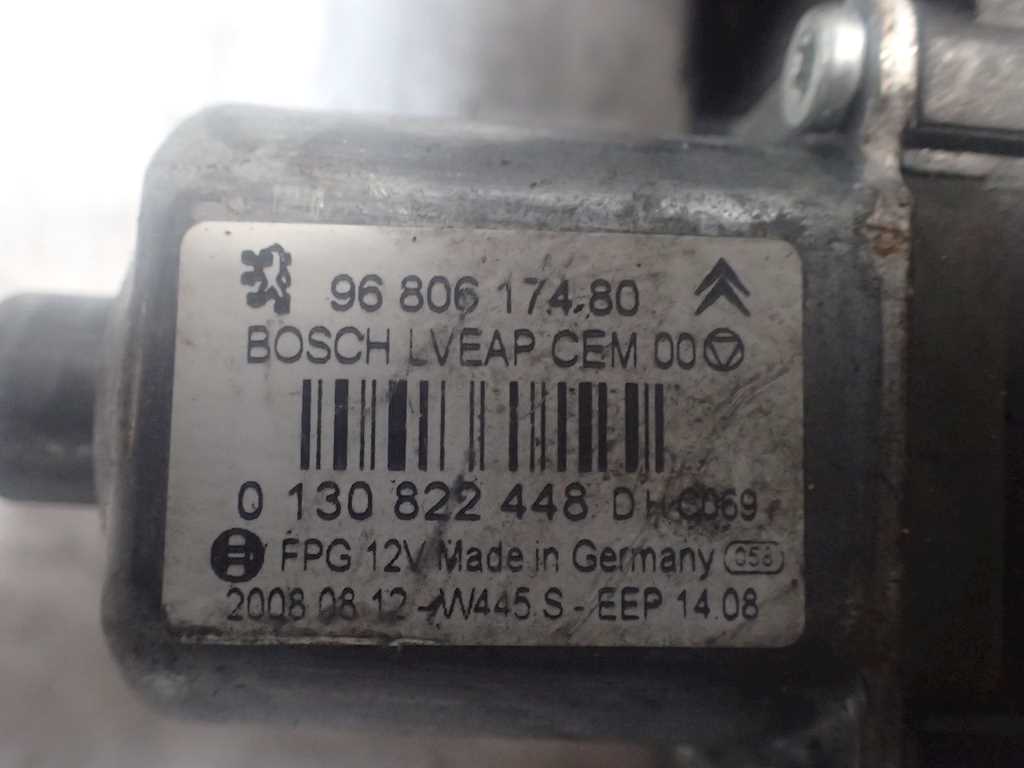 96 806 174.80
BOSCH LVEAP CEM 00
0 130 822 448 D H C069
FPG 12V Made in Germany 058
2008 08 12 - W445 S - EEP 14.08